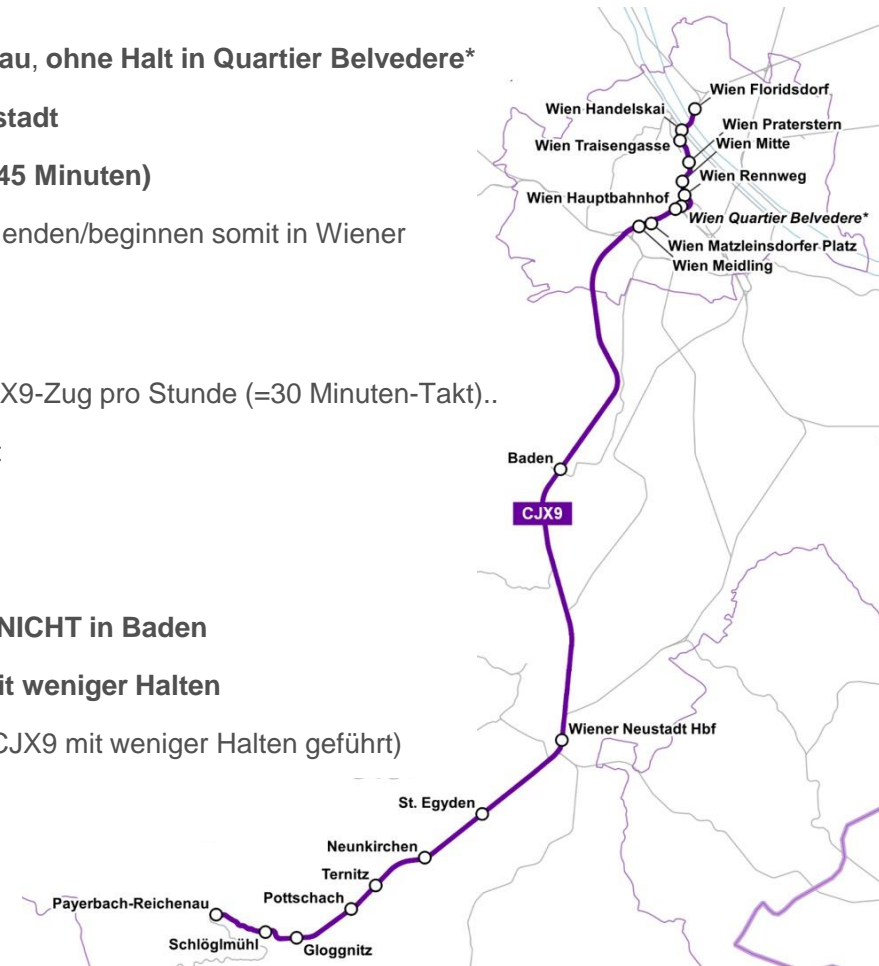 au, ohne Halt in Quartier Belvedere*
stadt
45 Minuten)
enden/beginnen somit in Wiener
X9-Zug pro Stunde (=30 Minuten-Takt)..
NICHT in Baden
it weniger Halten
CJX9 mit weniger Halten geführt)
Wien Floridsdorf
Wien Handelskai
Wien Praterstern
Wien Traisengasse
Wien Mitte
Wien Rennweg
Wien Hauptbahnhof
Wien Quartier Belvedere*
Wien Matzleinsdorfer Platz
Wien Meidling
Baden
CJX9
Wiener Neustadt Hbf
St. Egyden
Neunkirchen
Ternitz
Pottschach
Payerbach-Reichenau
Schlöglmühl
Gloggnitz